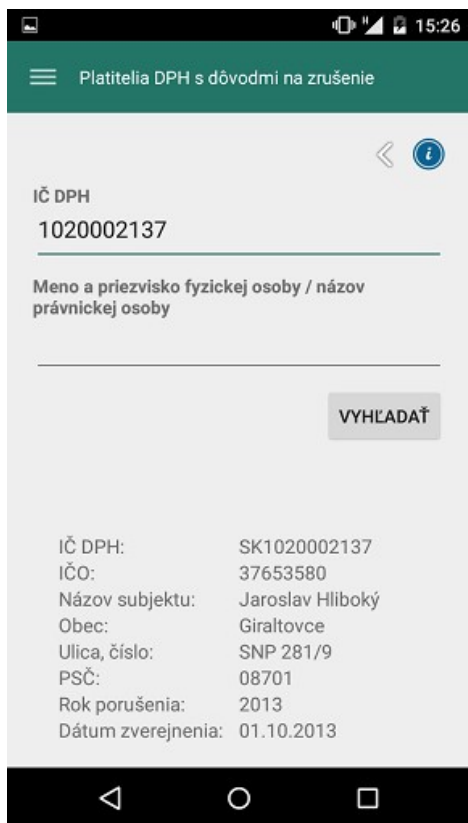 15:26
Platitelia DPH s dôvodmi na zrušenie
IČ DPH
1020002137
Meno a priezvisko fyzickej osoby / názov
právnickej osoby
VYHĽADAŤ
IČ DPH: SK1020002137
IČO: 37653580
Názov subjektu: Jaroslav Hliboký
Obec: Giraltovce
Ulica, číslo: SNP 281/9
PSČ: 08701
Rok porušenia: 2013
Dátum zverejnenia: 01.10.2013